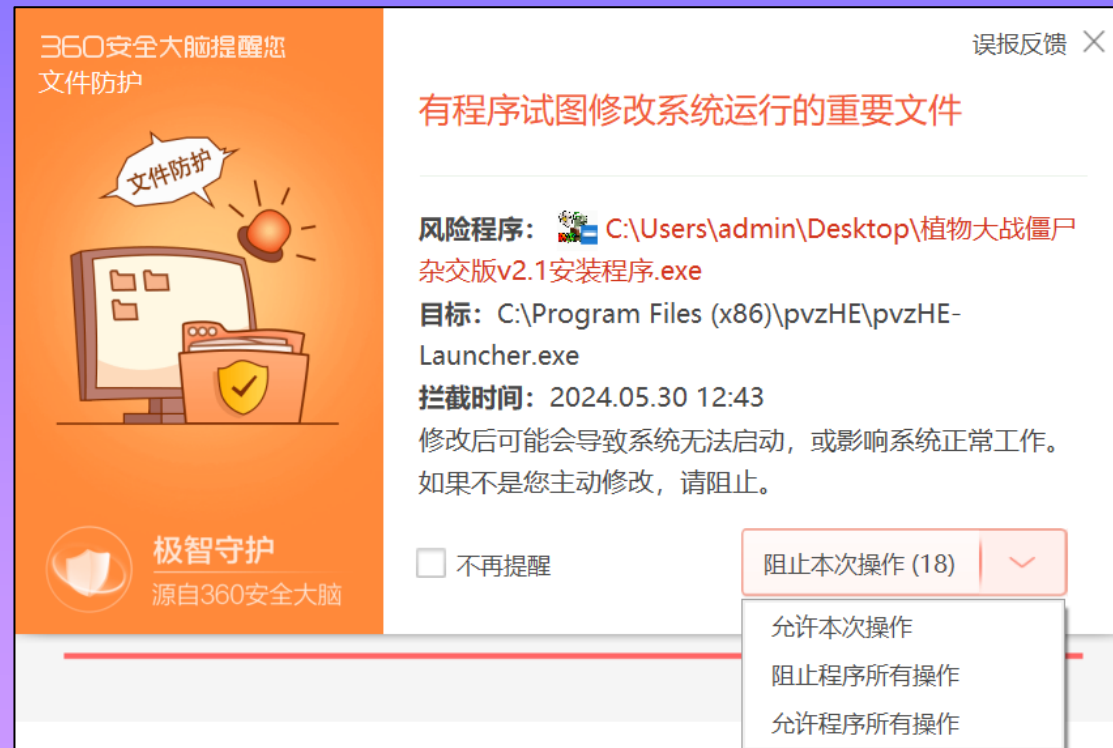 360安全大脑提醒您
文件防护
误报反馈
有程序试图修改系统运行的重要文件
文件防护
风险程序： C:\Users\admin\Desktop\植物大战僵尸
杂交版v2.1安装程序.exe
目标：C:\Program Files (x86)\pvzHE\pvzHE-
Launcher.exe
拦截时间：2024.05.30 12:43
修改后可能会导致系统无法启动，或影响系统正常工作。
如果不是您主动修改，请阻止。
极智守护
源自360安全大脑
不再提醒
阻止本次操作 (18)
允许本次操作
阻止程序所有操作
允许程序所有操作